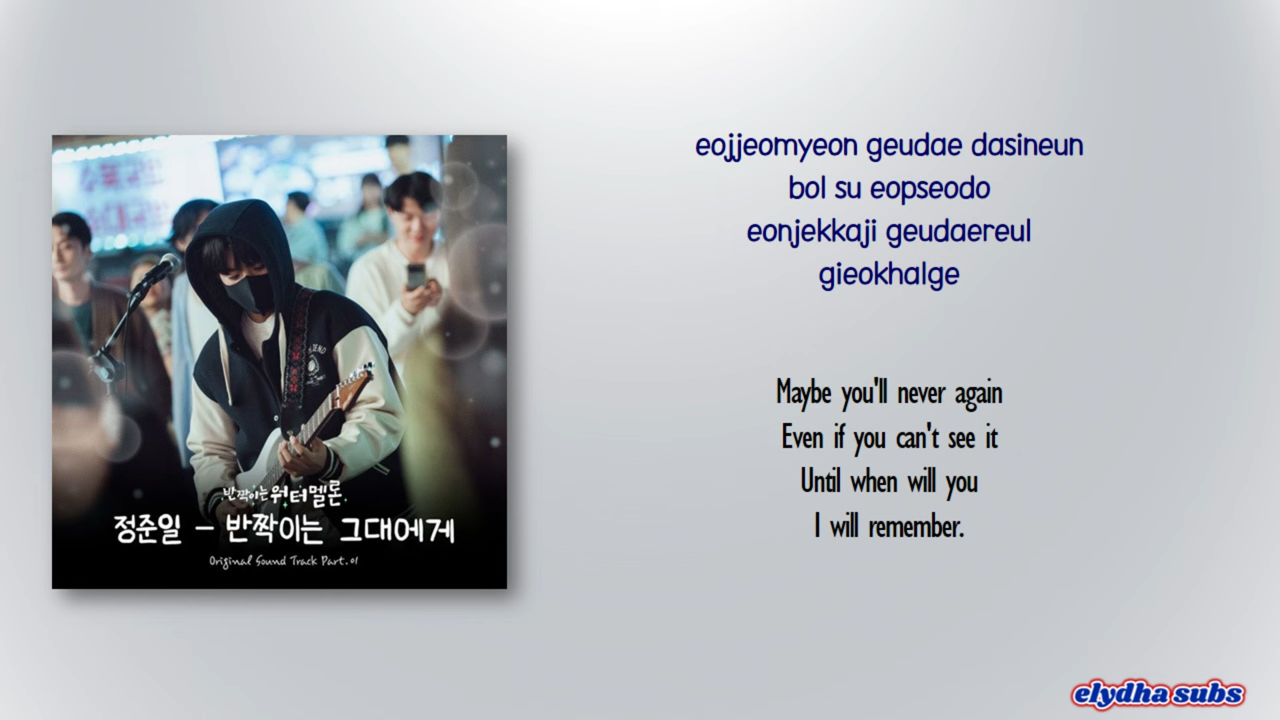 반짝이는 워터멜론
정준일 – 반짝이는 그대에게
Original Sound Track Part.01
eojjeomyeon geudae dasineun
bol su eopseodo
eonjekkaji geudaereul
gieokhalge
Maybe you'll never again
Even if you can't see it
Until when will you
I will remember.
elydha subs